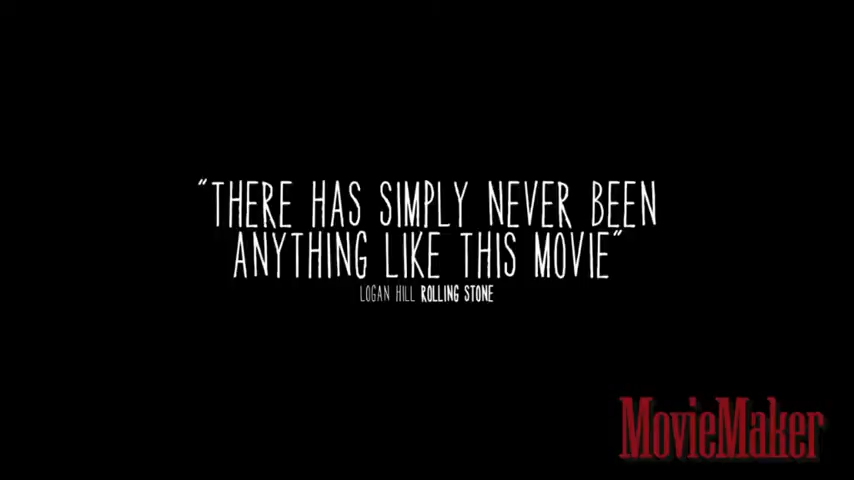 "THERE HAS SIMPLY NEVER BEEN
ANYTHING LIKE THIS MOVIE"
LOGAN HILL ROLLING STONE
MovieMaker